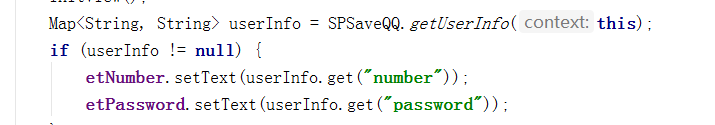 Map<String, String> userInfo = SPSaveQQ.getUserInfo( context: this);
if (userInfo != null) {
etNumber.setText(userInfo.get("number"));
etPassword.setText(userInfo.get("password"));